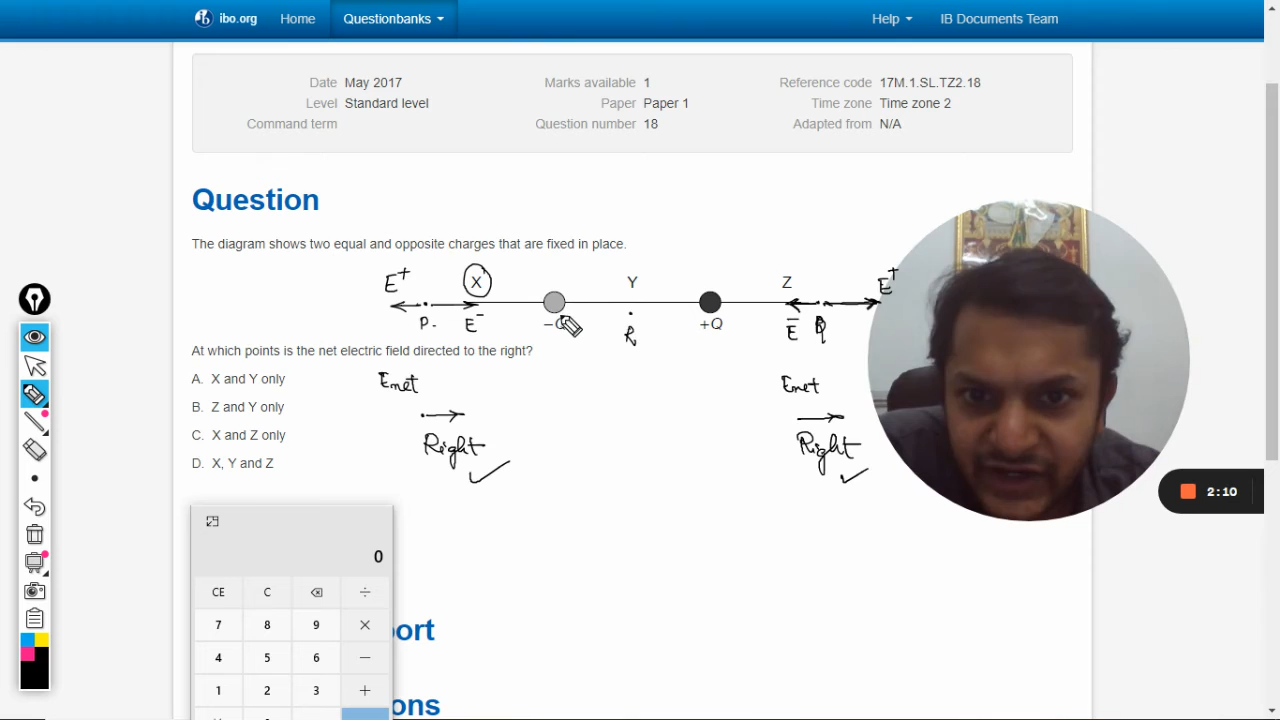 ibo.org Home Questionbanks Help IB Documents Team
Date May 2017 Marks available 1 Reference code 17M.1.SL.TZ2.18
Level Standard level Paper Paper 1 Time zone Time zone 2
Command term Question number 18 Adapted from N/A
Question
The diagram shows two equal and opposite charges that are fixed in place.
E+ X Y Z E+
P. E- −Q R +Q E-
At which points is the net electric field directed to the right?
A. X and Y only
B. Z and Y only
C. X and Z only
D. X, Y and Z
Enet Enet
Right Right
2:10
0
CE C ÷
7 8 9 ×
4 5 6 −
1 2 3 +
ort
ons